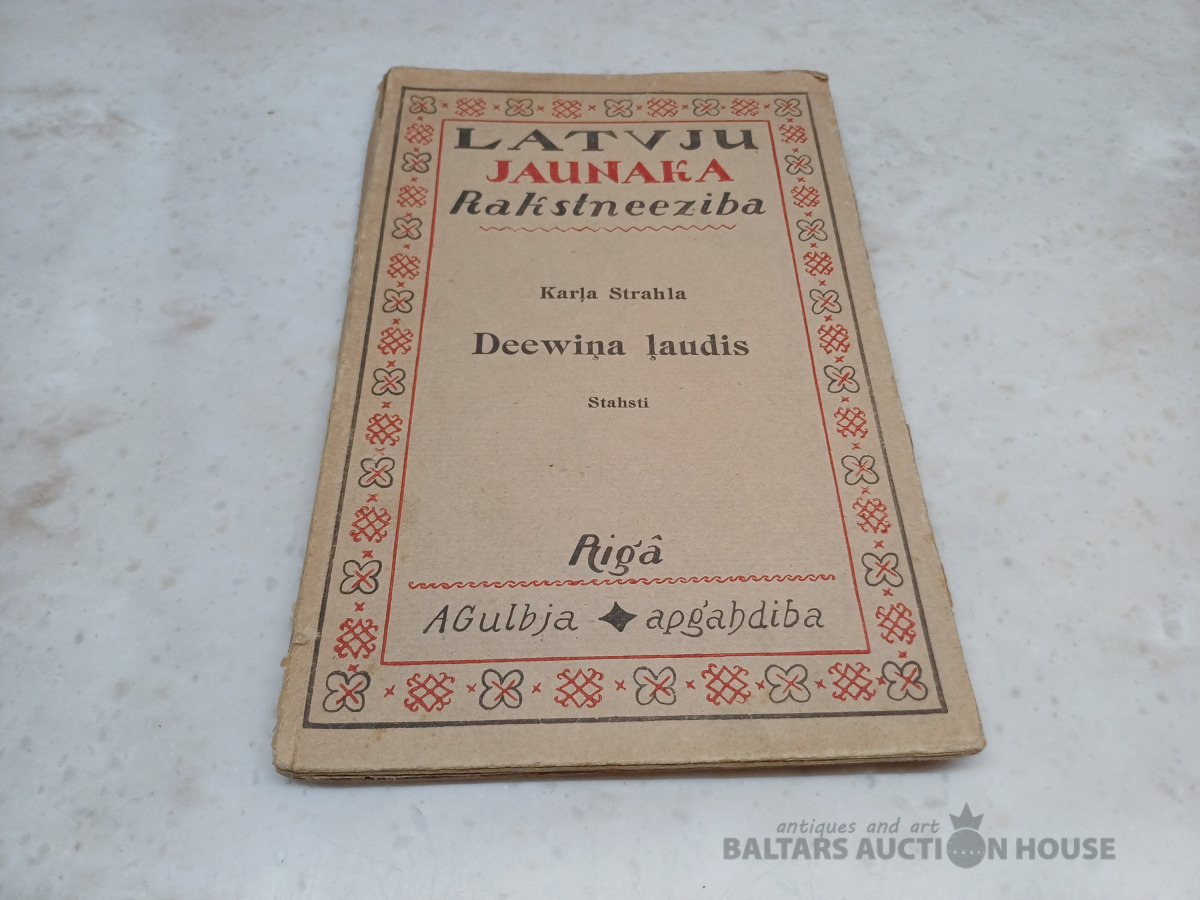 LATVJU
JAUNAKA
Rakstneeziba
Karļa Strahla
Deewiņa ļaudis
Stahsti
Rigâ
AGulbja ✦ apgahdiba
antiques and art
BALTARS AUCTION HOUSE